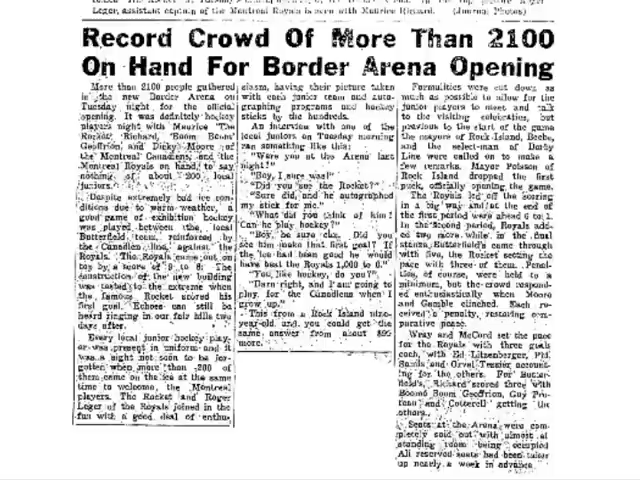 Leger, assistant captain of the Montreal Royals is seen with Maurice Richard. (Journal Photos)
Record Crowd Of More Than 2100
On Hand For Border Arena Opening
More than 2100 people gathered
in the new Border Arena on
Tuesday night for the official
opening. It was definitely hockey
players night with Maurice "The
Rocket" Richard, "Boom Boom"
Geoffrion, and Dicky Moore of
the Montreal Canadiens, and the
Montreal Royals on hand, to say
nothing of about 200 local
juniors.
Despite extremely bad ice con-
ditions due to warm weather, a
good game of exhibition hockey
was played between the local
Butterfield team, reinforced by
the Canadien line, against the
Royals. The Royals came out on
top by a score of 9 to 8. The
construction of the new building
was tested to the extreme when
the famous Rocket scored his
first goal. Echoes can still be
heard ringing in our fair hills two
days after.
Every local junior hockey play-
er was present in uniform and it
was a night not soon to be for-
gotten when more than 200 of
them came on the ice at the same
time to welcome, the Montreal
players. The Rocket and Roger
Leger of the Royals joined in the
fun with a good deal of enthu-
siasm, having their picture taken
with each junior team and auto-
graphing programs and hockey
sticks by the hundreds.
An interview with one of the
local juniors on Tuesday morning
ran something like this:
"Were you at the Arena last
night?"
"Boy, I sure was!"
"Did you see the Rocket?"
"Sure did, and he autographed
my stick for me."
"What did you think of him?
Can he play hockey?"
"Boy, he sure can. Did you
see him make that first goal? If
the ice had been good he would
have beat the Royals 1,000 to 6."
"You like hockey, do you?"
"Darn right, and I am going to
play for the Canadiens when I
grow up."
This from a Rock Island nine-
year-old and you could get the
same answer from about
more.
Formalities were cut down as
much as possible to allow for the
junior players to meet and talk
to the visiting celebrities, but
previous to the start of the game
the mayors of Rock Island, Beebe,
and the select-man of Derby
Line were called on to make a
few remarks. Mayor Poisson of
Rock Island dropped the first
puck, officially opening the game.
The Royals led off the scoring
in a big way and at the end of
the first period were ahead 6 to 1.
In the second period, Royals add-
ed two more while in the final
stanza Butterfield's came through
with five, the Rocket setting the
pace with three of them. Penal-
ties, of course, were held to a
minimum, but the crowd respond-
ed enthusiastically when Moore
and Gamble clinched. Each re-
ceived a penalty, restoring com-
parative peace.
Wray and McCord set the pace
for the Royals with three goals
each, with Ed Litzenberger, Phil
Samis and Orval Tessier account-
ing for the others. For Butter-
field's, Richard scored three with
Boomo Boom Geoffrion, Guy
and Cotterell getting the
others.
Seats at the Arena were com-
pletely sold out with almost all
standing room being occupied
All reserved seats had been taken
up nearly a week in advance